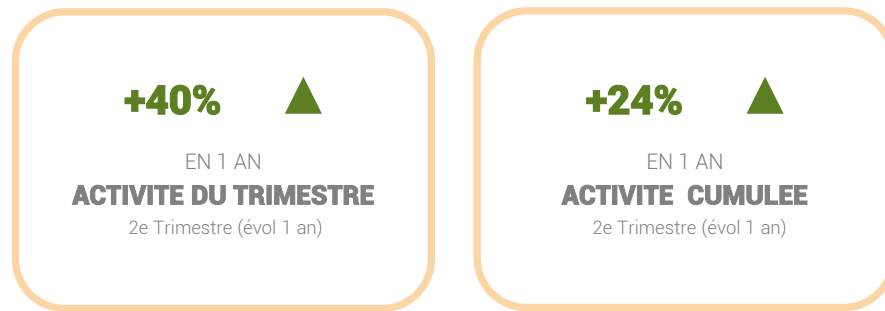 +40%
EN 1 AN
ACTIVITE DU TRIMESTRE
2e Trimestre (évol 1 an)
+24%
EN 1 AN
ACTIVITE CUMULEE
2e Trimestre (évol 1 an)